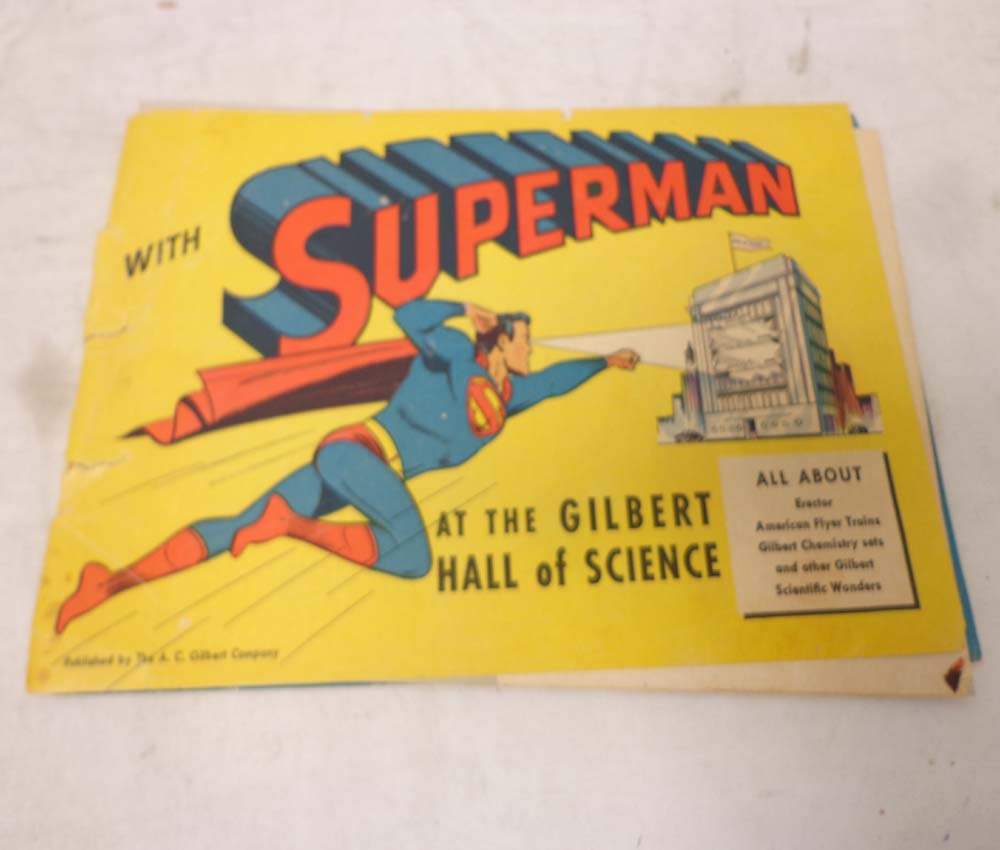 WITH
SUPERMAN
AT THE GILBERT
HALL of SCIENCE
ALL ABOUT
Erector
American Flyer Trains
Gilbert Chemistry sets
and other Gilbert
Scientific Wonders
Published by The A. C. Gilbert Company